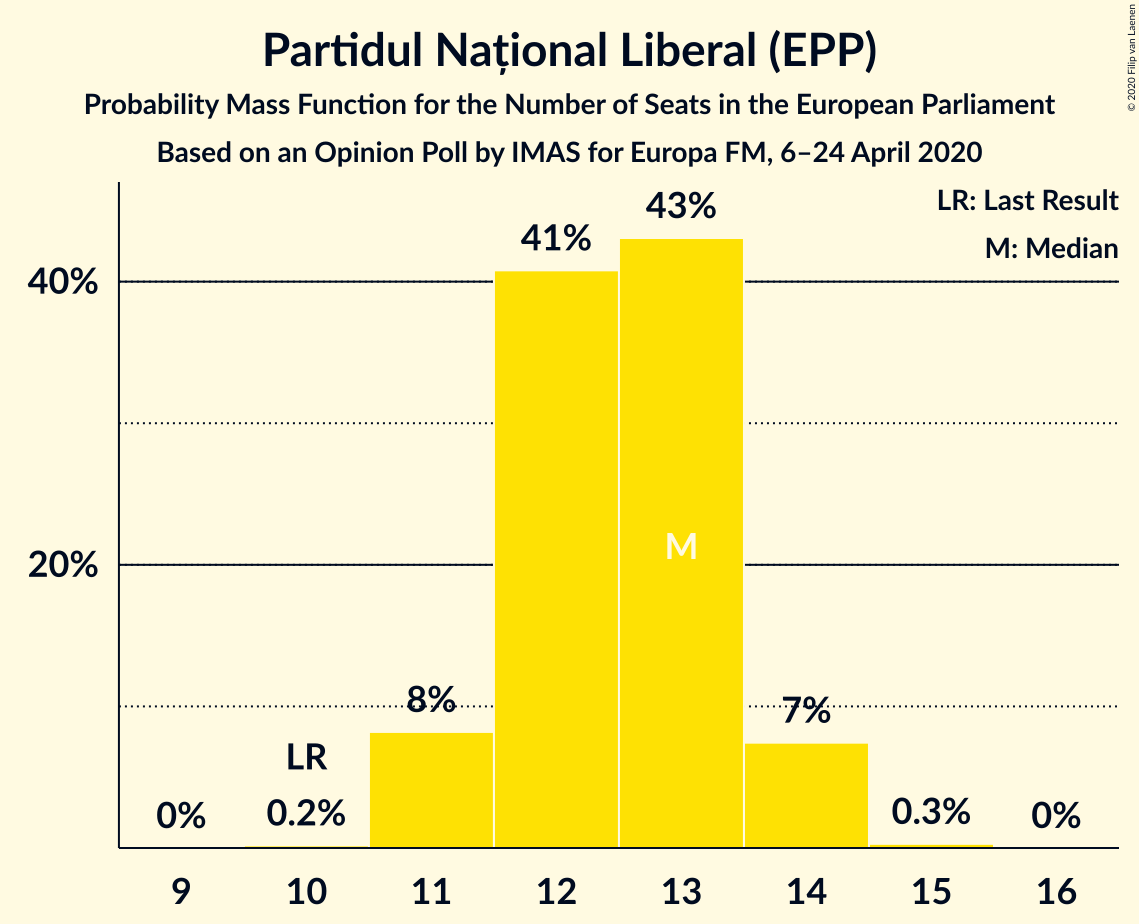 Partidul Național Liberal (EPP)
Probability Mass Function for the Number of Seats in the European Parliament
Based on an Opinion Poll by IMAS for Europa FM, 6–24 April 2020
© 2020 Filip van Laenen
LR: Last Result
M: Median
40%
20%
0%
LR
0.2%
8%
41%
43%
M
7%
0.3%
0%
9 10 11 12 13 14 15 16